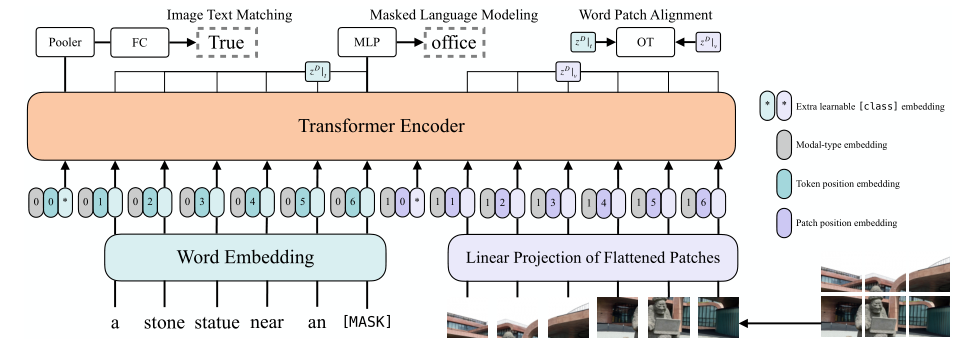 Image Text Matching
Masked Language Modeling
Word Patch Alignment
Pooler
FC
True
MLP
office
z^D|_t
OT
z^D|_v
z^D|_t
z^D|_v
Transformer Encoder
* * Extra learnable [class] embedding
Modal-type embedding
Token position embedding
Patch position embedding
0 0 * 0 1 0 2 0 3 0 4 0 5 0 6 1 0 * 1 1 1 2 1 3 1 4 1 5 1 6
Word Embedding
Linear Projection of Flattened Patches
a stone statue near an [MASK]